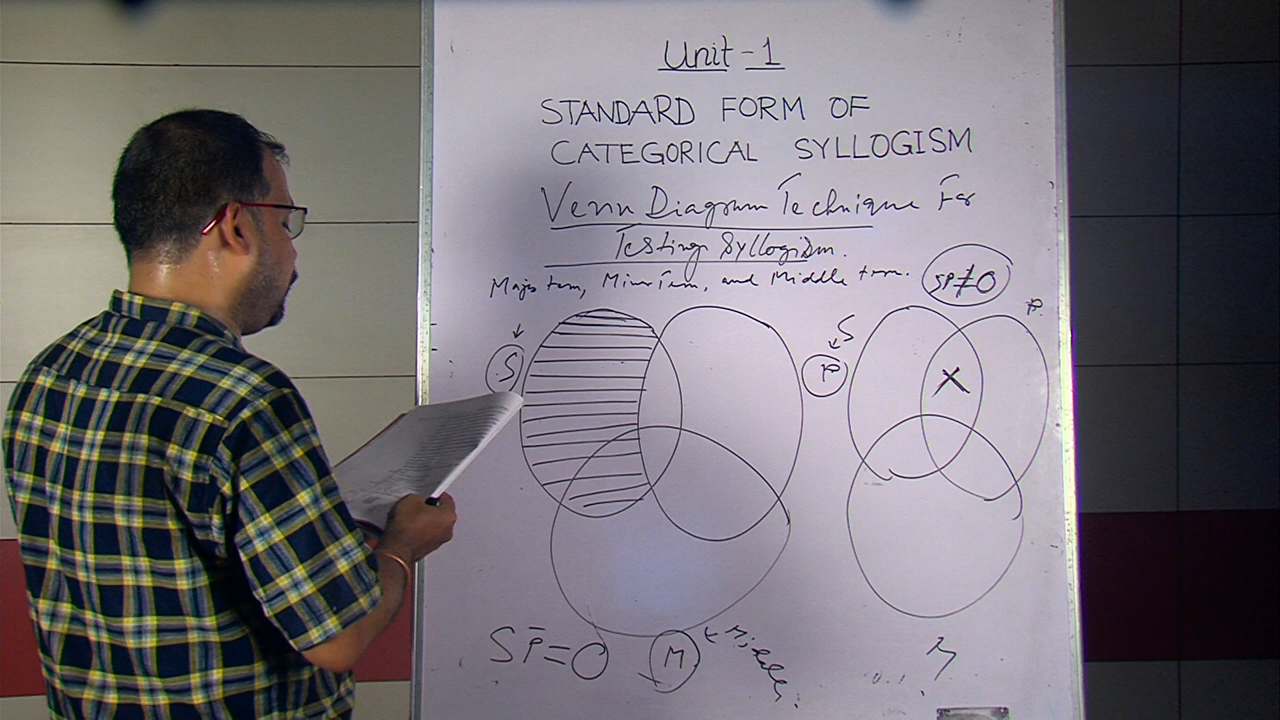 Unit-1
STANDARD FORM OF
CATEGORICAL SYLLOGISM
Venn Diagram Technique For
Testing Syllogism.
Major term, Minor Term, and Middle term.
SP≠0
P
S
S
P
X
SP̄=0
M
Middle